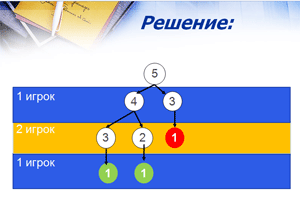 Решение:
5
1 игрок
4 3
2 игрок
3 2 1
1 игрок
1 1